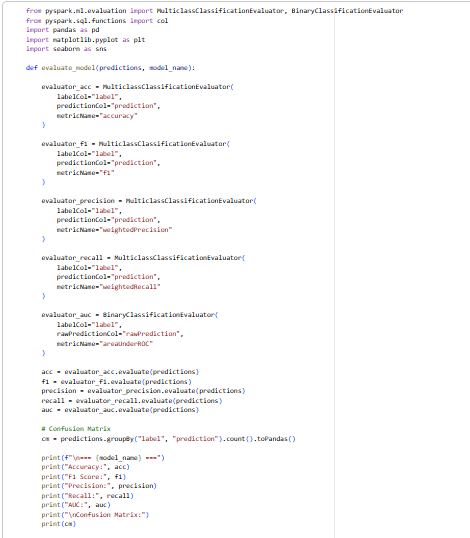 from pyspark.ml.evaluation import MulticlassClassificationEvaluator, BinaryClassificationEvaluator
from pyspark.sql.functions import col
import pandas as pd
import matplotlib.pyplot as plt
import seaborn as sns
def evaluate_model(predictions, model_name):
    evaluator_acc = MulticlassClassificationEvaluator(
        labelCol="label",
        predictionCol="prediction",
        metricName="accuracy"
    )
    evaluator_f1 = MulticlassClassificationEvaluator(
        labelCol="label",
        predictionCol="prediction",
        metricName="f1"
    )
    evaluator_precision = MulticlassClassificationEvaluator(
        labelCol="label",
        predictionCol="prediction",
        metricName="weightedPrecision"
    )
    evaluator_recall = MulticlassClassificationEvaluator(
        labelCol="label",
        predictionCol="prediction",
        metricName="weightedRecall"
    )
    evaluator_auc = BinaryClassificationEvaluator(
        labelCol="label",
        rawPredictionCol="rawPrediction",
        metricName="areaUnderROC"
    )
    acc = evaluator_acc.evaluate(predictions)
    f1 = evaluator_f1.evaluate(predictions)
    precision = evaluator_precision.evaluate(predictions)
    recall = evaluator_recall.evaluate(predictions)
    auc = evaluator_auc.evaluate(predictions)
    # Confusion Matrix
    cm = predictions.groupBy("label", "prediction").count().toPandas()
    print(f"\n=== {model_name} ===")
    print("Accuracy:", acc)
    print("F1 Score:", f1)
    print("Precision:", precision)
    print("Recall:", recall)
    print("AUC:", auc)
    print("\nConfusion Matrix:")
    print(cm)